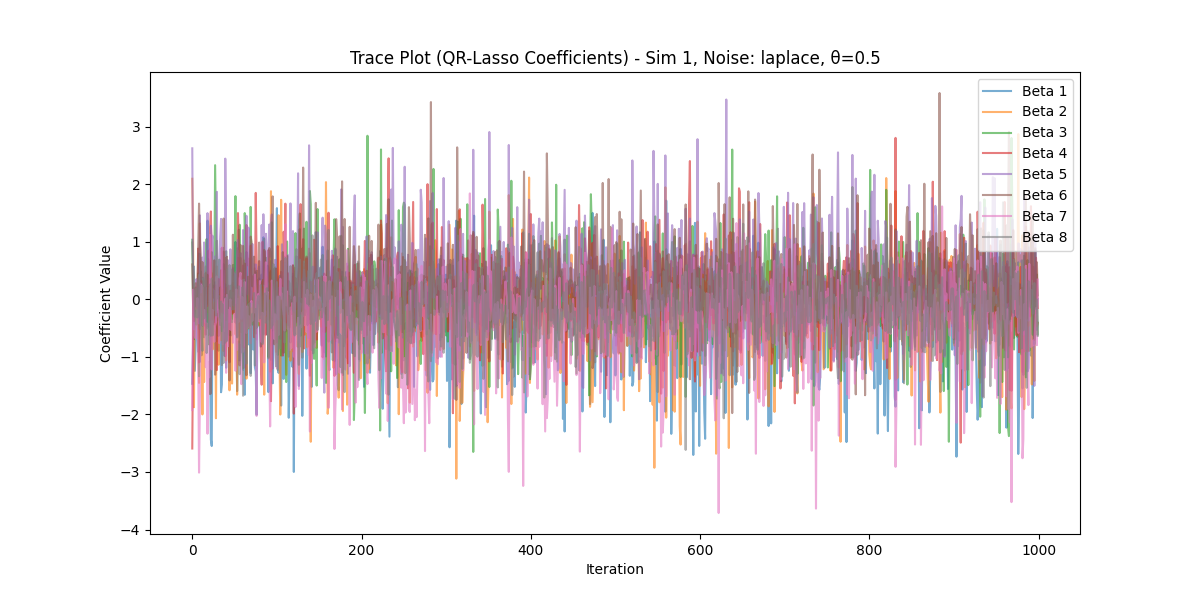 Trace Plot (QR-Lasso Coefficients) - Sim 1, Noise: laplace, θ=0.5
Beta 1
Beta 2
Beta 3
Beta 4
Beta 5
Beta 6
Beta 7
Beta 8
Coefficient Value
3
2
1
0
−1
−2
−3
−4
0 200 400 600 800 1000
Iteration